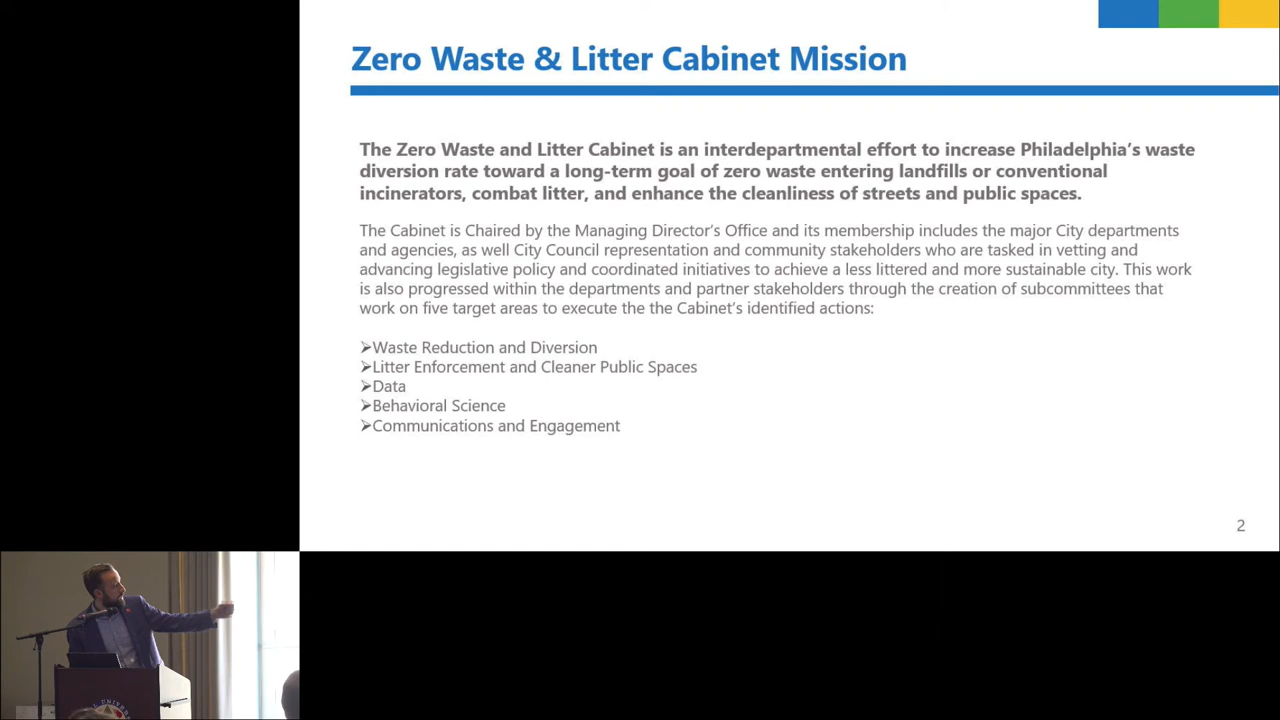 Zero Waste & Litter Cabinet Mission
The Zero Waste and Litter Cabinet is an interdepartmental effort to increase Philadelphia's waste
diversion rate toward a long-term goal of zero waste entering landfills or conventional
incinerators, combat litter, and enhance the cleanliness of streets and public spaces.
The Cabinet is Chaired by the Managing Director's Office and its membership includes the major City departments
and agencies, as well City Council representation and community stakeholders who are tasked in vetting and
advancing legislative policy and coordinated initiatives to achieve a less littered and more sustainable city. This work
is also progressed within the departments and partner stakeholders through the creation of subcommittees that
work on five target areas to execute the the Cabinet's identified actions:
➢Waste Reduction and Diversion
➢Litter Enforcement and Cleaner Public Spaces
➢Data
➢Behavioral Science
➢Communications and Engagement
2